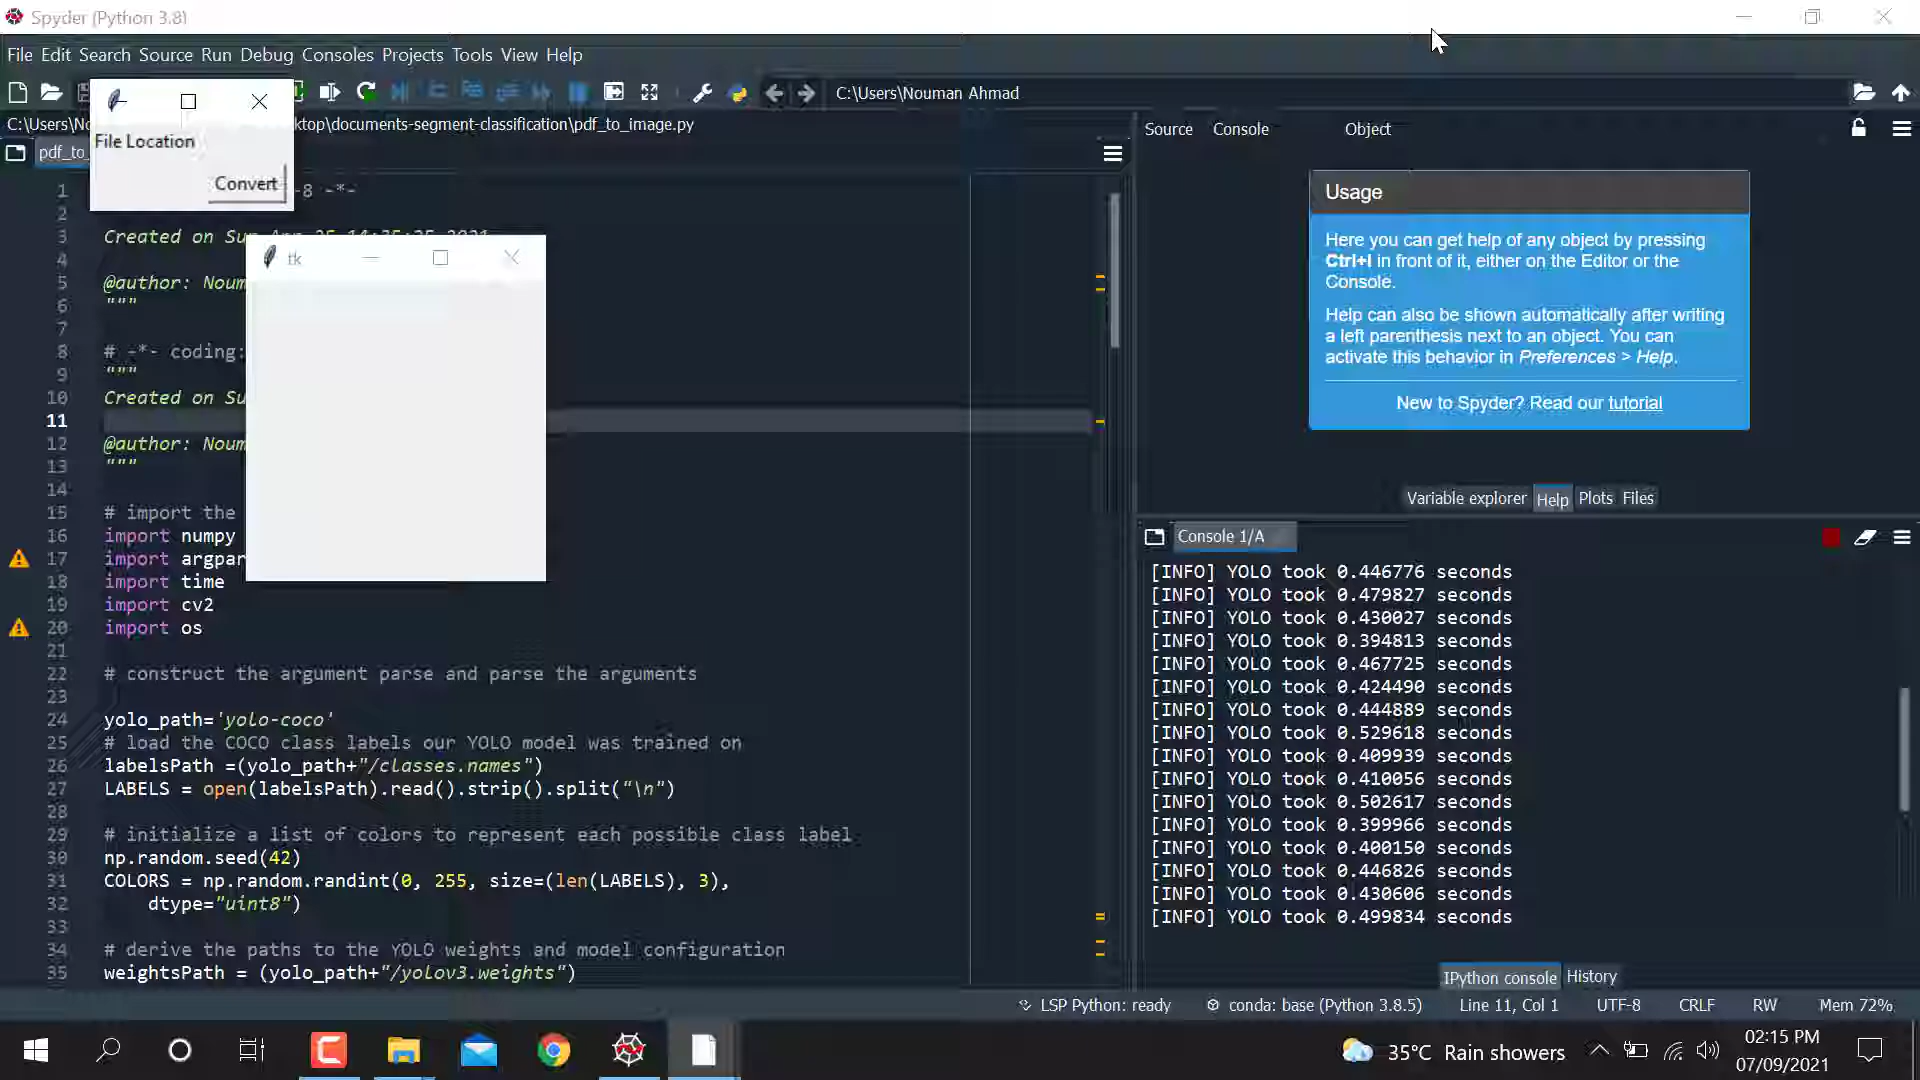 Spyder (Python 3.8)
File Edit Search Source Run Debug Consoles Projects Tools View Help
C:\Users\Nouman Ahmad
C:\Users\No
ktop\documents-segment-classification\pdf_to_image.py
pdf_to_
File Location
Convert
tk
1 -8 -*-
2
3 Created on Sun Apr 25 14:35:25 2021
4
5 @author: Noum
6 """
7
8 # -*- coding:
9 """
10 Created on Su
11
12 @author: Noum
13 """
14
15 # import the
16 import numpy
17 import argpar
18 import time
19 import cv2
20 import os
21
22 # construct the argument parse and parse the arguments
23
24 yolo_path='yolo-coco'
25 # load the COCO class labels our YOLO model was trained on
26 labelsPath =(yolo_path+"/classes.names")
27 LABELS = open(labelsPath).read().strip().split("\n")
28
29 # initialize a list of colors to represent each possible class label
30 np.random.seed(42)
31 COLORS = np.random.randint(0, 255, size=(len(LABELS), 3),
32 dtype="uint8")
33
34 # derive the paths to the YOLO weights and model configuration
35 weightsPath = (yolo_path+"/yolov3.weights")
Source Console Object
Usage
Here you can get help of any object by pressing
Ctrl+I in front of it, either on the Editor or the
Console.
Help can also be shown automatically after writing
a left parenthesis next to an object. You can
activate this behavior in Preferences > Help.
New to Spyder? Read our tutorial
Variable explorer Help Plots Files
Console 1/A
[INFO] YOLO took 0.446776 seconds
[INFO] YOLO took 0.479827 seconds
[INFO] YOLO took 0.430027 seconds
[INFO] YOLO took 0.394813 seconds
[INFO] YOLO took 0.467725 seconds
[INFO] YOLO took 0.424490 seconds
[INFO] YOLO took 0.444889 seconds
[INFO] YOLO took 0.529618 seconds
[INFO] YOLO took 0.409939 seconds
[INFO] YOLO took 0.410056 seconds
[INFO] YOLO took 0.502617 seconds
[INFO] YOLO took 0.399966 seconds
[INFO] YOLO took 0.400150 seconds
[INFO] YOLO took 0.446826 seconds
[INFO] YOLO took 0.430606 seconds
[INFO] YOLO took 0.499834 seconds
IPython console History
LSP Python: ready conda: base (Python 3.8.5) Line 11, Col 1 UTF-8 CRLF RW Mem 72%
35°C Rain showers
02:15 PM
07/09/2021